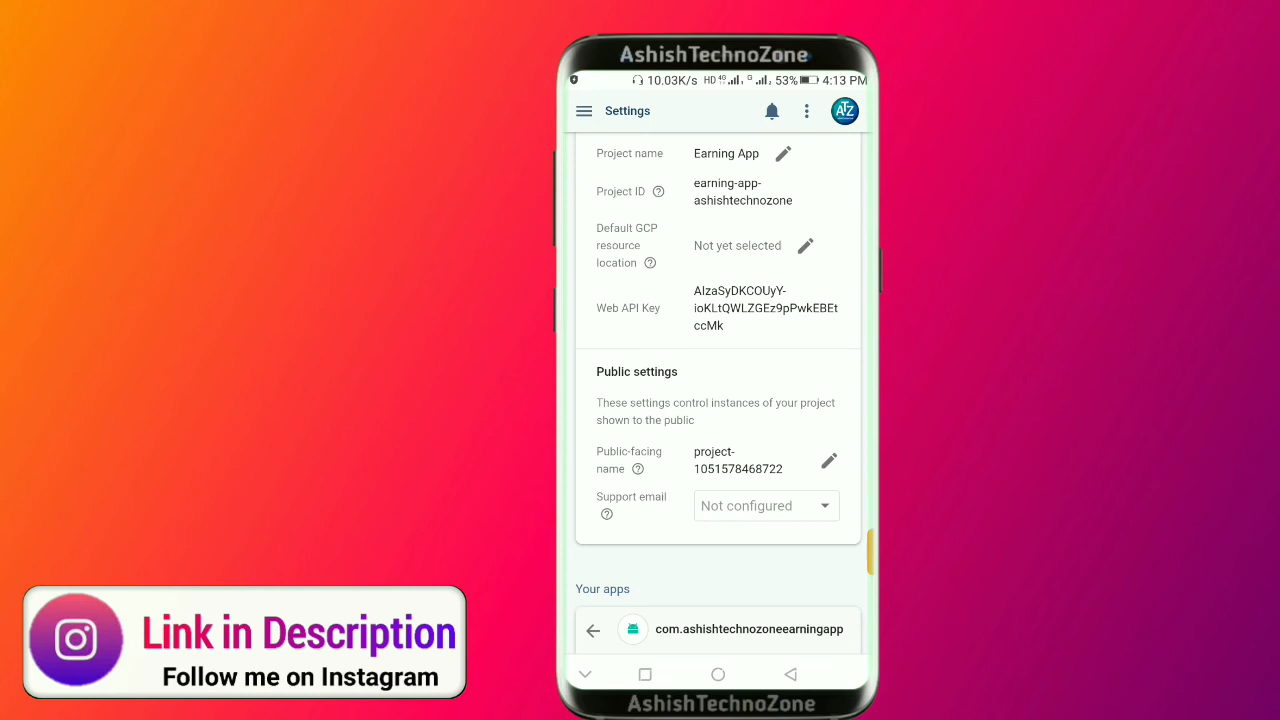 AshishTechnoZone
10.03K/s HD 4G G 53% 4:13 PM
Settings
ATZ
Project name Earning App
Project ID earning-app-
ashishtechnozone
Default GCP
resource
location Not yet selected
Web API Key AIzaSyDKCOUyY-
ioKLtQWLZGEz9pPwkEBEt
ccMk
Public settings
These settings control instances of your project
shown to the public
Public-facing
name project-
1051578468722
Support email Not configured
Your apps
com.ashishtechnozoneearningapp
AshishTechnoZone
Link in Description
Follow me on Instagram